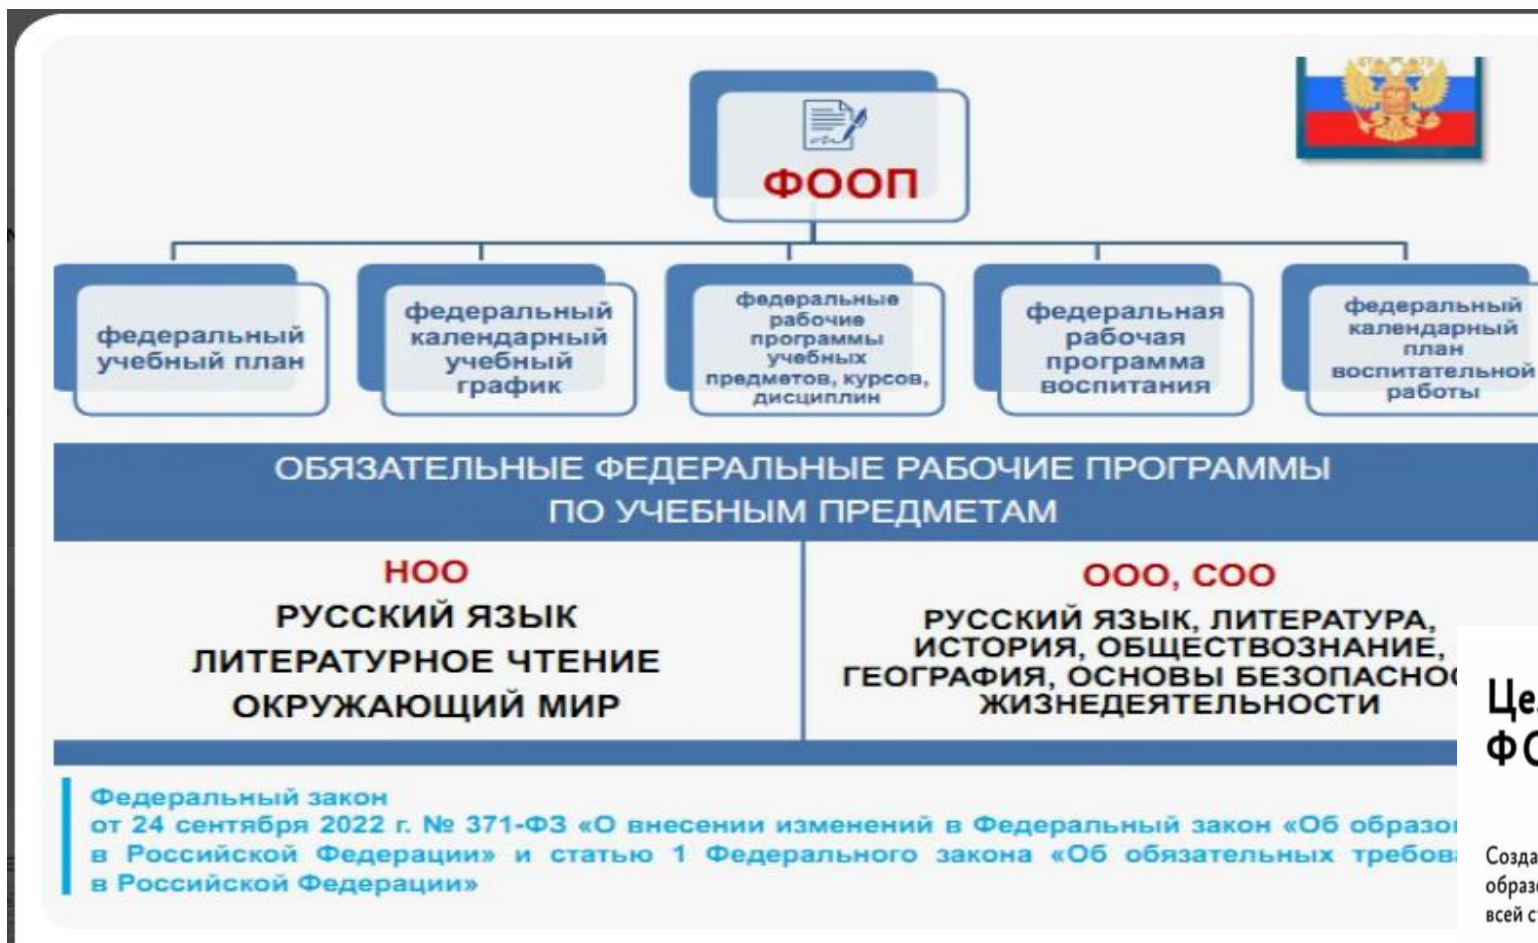 ФООП
федеральный
учебный план
федеральный
календарный
учебный
график
федеральные
рабочие
программы
учебных
предметов, курсов,
дисциплин
федеральная
рабочая
программа
воспитания
федеральный
календарный
план
воспитательной
работы
ОБЯЗАТЕЛЬНЫЕ ФЕДЕРАЛЬНЫЕ РАБОЧИЕ ПРОГРАММЫ
ПО УЧЕБНЫМ ПРЕДМЕТАМ
НОО
РУССКИЙ ЯЗЫК
ЛИТЕРАТУРНОЕ ЧТЕНИЕ
ОКРУЖАЮЩИЙ МИР
ООО, СОО
РУССКИЙ ЯЗЫК, ЛИТЕРАТУРА,
ИСТОРИЯ, ОБЩЕСТВОЗНАНИЕ,
ГЕОГРАФИЯ, ОСНОВЫ
ЖИЗНЕДЕЯТЕЛЬНОСТИ
Федеральный закон
от 24 сентября 2022 г. № 371-ФЗ «О внесении изменений в Федеральный закон «Об
в Российской Федерации» и статью 1 Федерального закона «Об обязательных
в Российской Федерации»
всей